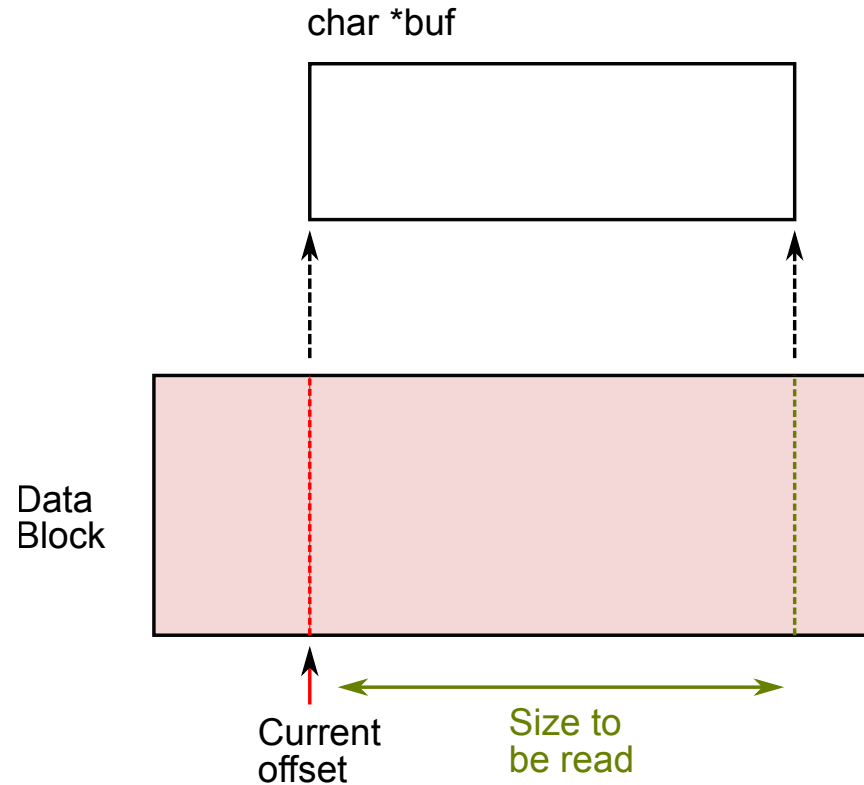 char *buf
Data
Block
Current
offset
Size to
be read